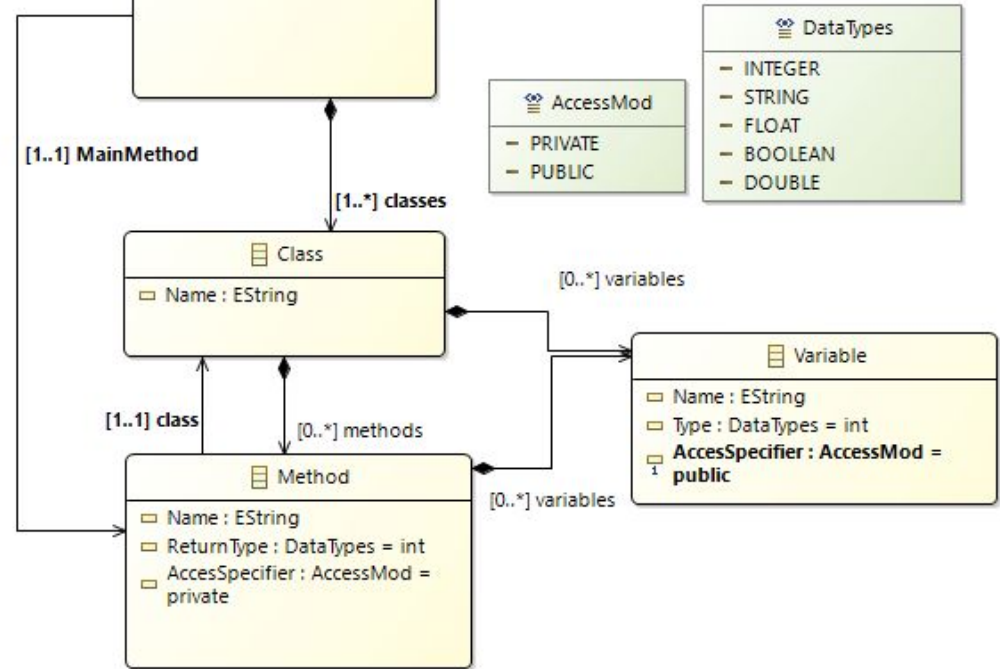 [1..1] MainMethod
[1..*] classes
AccessMod
PRIVATE
PUBLIC
DataTypes
INTEGER
STRING
FLOAT
BOOLEAN
DOUBLE
Class
Name : EString
[0..*] variables
[1..1] class
[0..*] methods
Variable
Name : EString
Type : DataTypes = int
AccesSpecifier : AccessMod =
public
1
Method
Name : EString
ReturnType : DataTypes = int
AccesSpecifier : AccessMod =
private
[0..*] variables